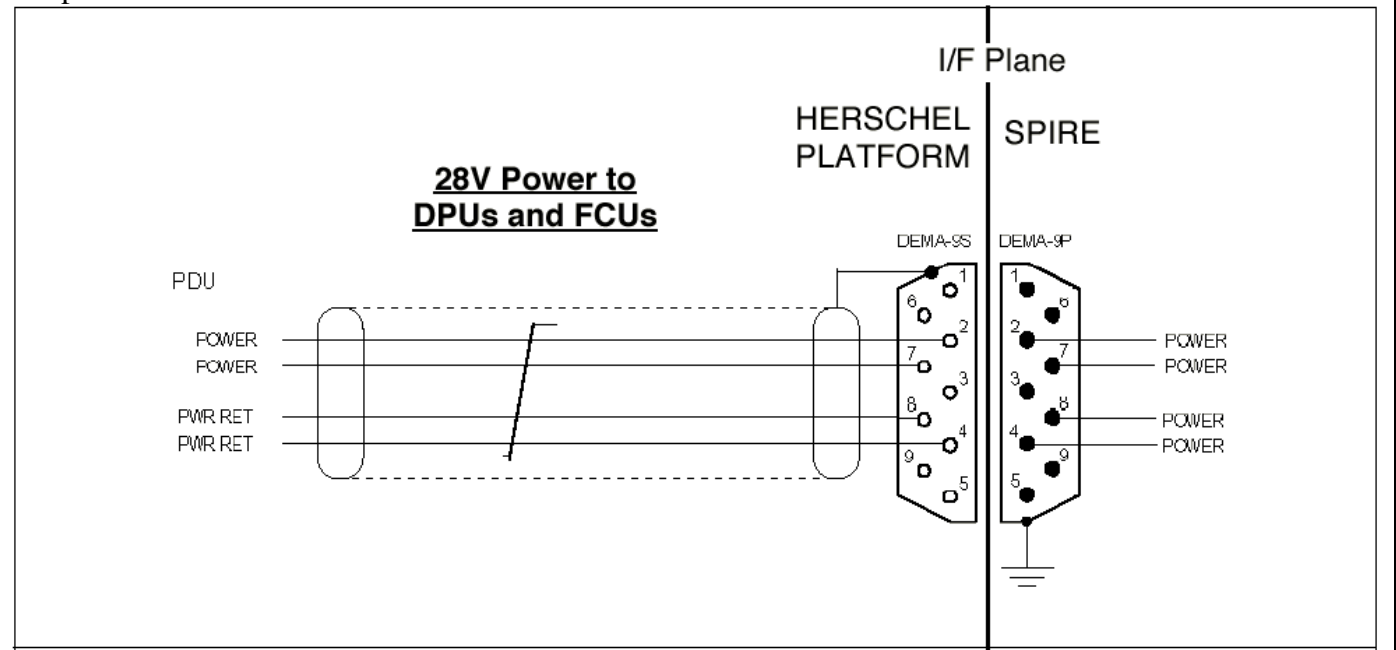 I/F Plane
HERSCHEL PLATFORM
SPIRE
28V Power to
DPUs and FCUs
DEMA-9S
DEMA-9P
PDU
1
6
2
7
3
8
4
9
5
1
6
2
7
3
8
4
9
5
POWER
POWER
PWR RET
PWR RET
POWER
POWER
POWER
POWER